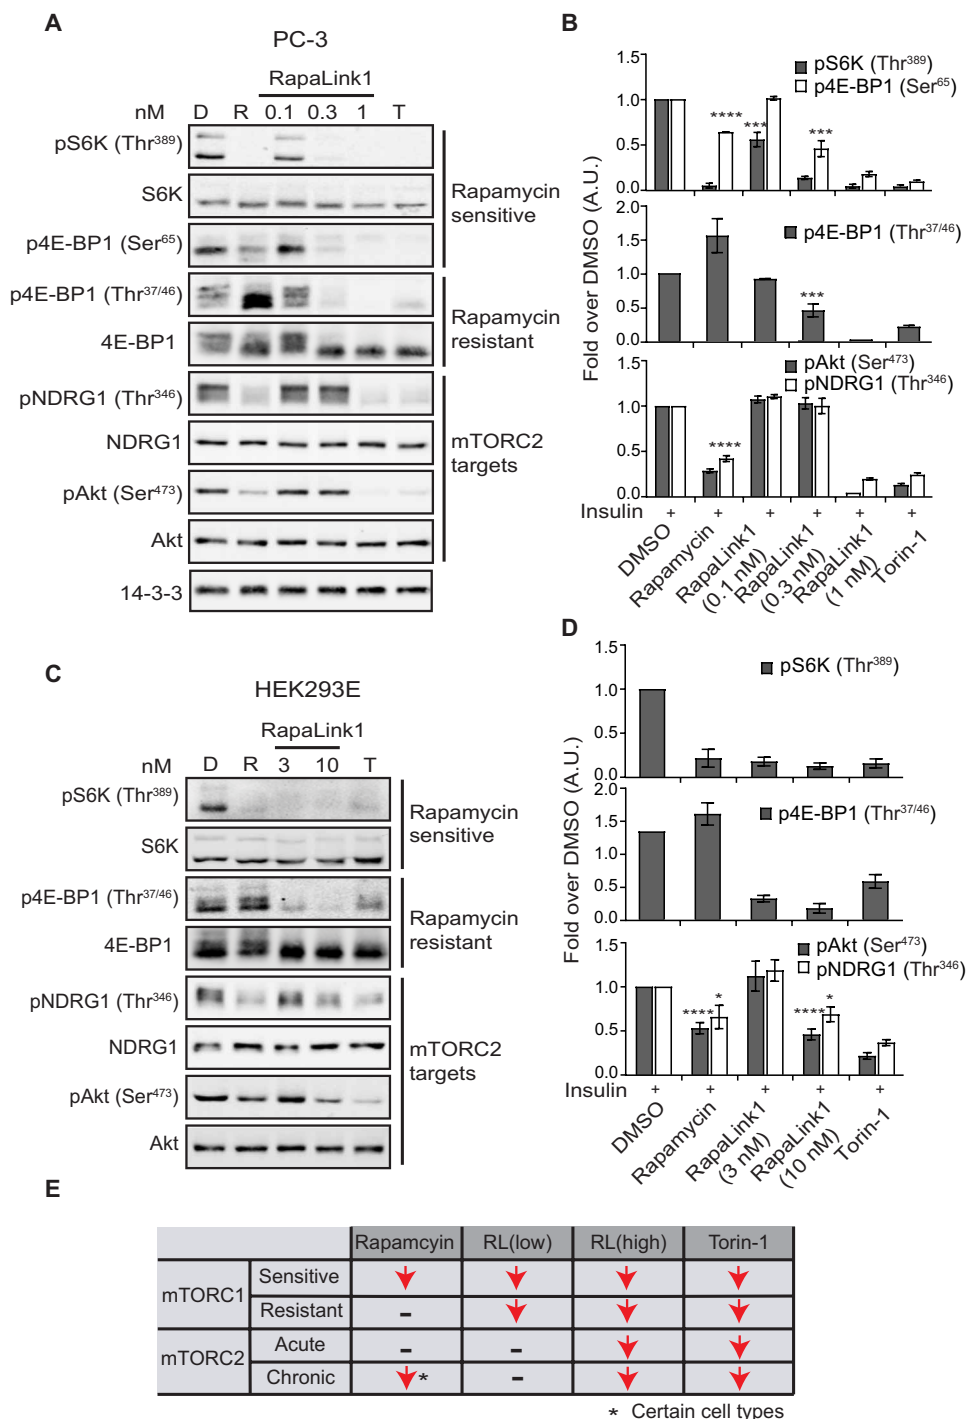 A
PC-3
RapaLink1
nM D R 0.1 0.3 1 T
pS6K (Thr³⁸⁹)
S6K
p4E-BP1 (Ser⁶⁵)
p4E-BP1 (Thr³⁷/⁴⁶)
4E-BP1
pNDRG1 (Thr³⁴⁶)
NDRG1
pAkt (Ser⁴⁷³)
Akt
14-3-3
Rapamycin
sensitive
Rapamycin
resistant
mTORC2
targets
B
Fold over DMSO (A.U.)
1.5
1.0
0.5
0.0
pS6K (Thr³⁸⁹)
p4E-BP1 (Ser⁶⁵)
**** *** ***
2.0
1.5
1.0
0.5
0.0
p4E-BP1 (Thr³⁷/⁴⁶)
***
1.5
1.0
0.5
0.0
pAkt (Ser⁴⁷³)
pNDRG1 (Thr³⁴⁶)
****
Insulin + + + + + +
DMSO
Rapamycin
RapaLink1
(0.1 nM)
RapaLink1
(0.3 nM)
RapaLink1
(1 nM)
Torin-1
C
HEK293E
RapaLink1
nM D R 3 10 T
pS6K (Thr³⁸⁹)
S6K
p4E-BP1 (Thr³⁷/⁴⁶)
4E-BP1
pNDRG1 (Thr³⁴⁶)
NDRG1
pAkt (Ser⁴⁷³)
Akt
Rapamycin
sensitive
Rapamycin
resistant
mTORC2
targets
D
Fold over DMSO (A.U.)
1.5
1.0
0.5
0.0
pS6K (Thr³⁸⁹)
1.5
1.0
0.5
0.0
p4E-BP1 (Thr³⁷/⁴⁶)
1.5
1.0
0.5
0.0
pAkt (Ser⁴⁷³)
pNDRG1 (Thr³⁴⁶)
**** * **** *
Insulin + + + + +
DMSO
Rapamycin
RapaLink1
(3 nM)
RapaLink1
(10 nM)
Torin-1
E
Rapamcyin RL(low) RL(high) Torin-1
mTORC1
Sensitive
Resistant -
mTORC2
Acute - -
Chronic * -
* Certain cell types